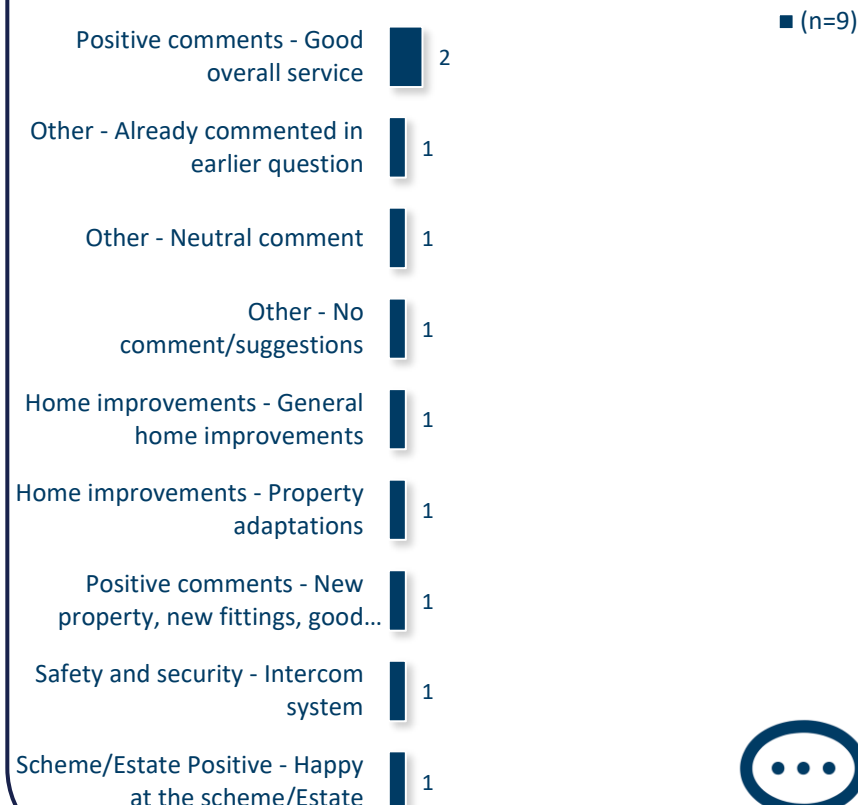 (n=9)
Positive comments - Good
overall service
2
Other - Already commented in
earlier question
1
Other - Neutral comment
1
Other - No
comment/suggestions
1
Home improvements - General
home improvements
1
Home improvements - Property
adaptations
1
Positive comments - New
property, new fittings, good...
1
Safety and security - Intercom
system
1
Scheme/Estate Positive - Happy
at the scheme/Estate
1